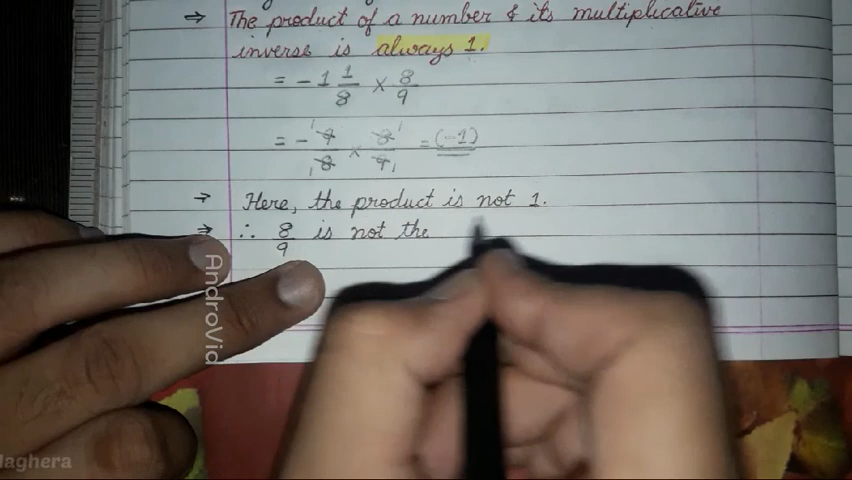 ⇒ The product of a number & its multiplicative
inverse is always 1.
= - 1 1/8 × 8/9
= - 9/8 × 8/9 = (-1)
→ Here, the product is not 1.
⇒ ∴ 8/9 is not the
AndroVid
laghera